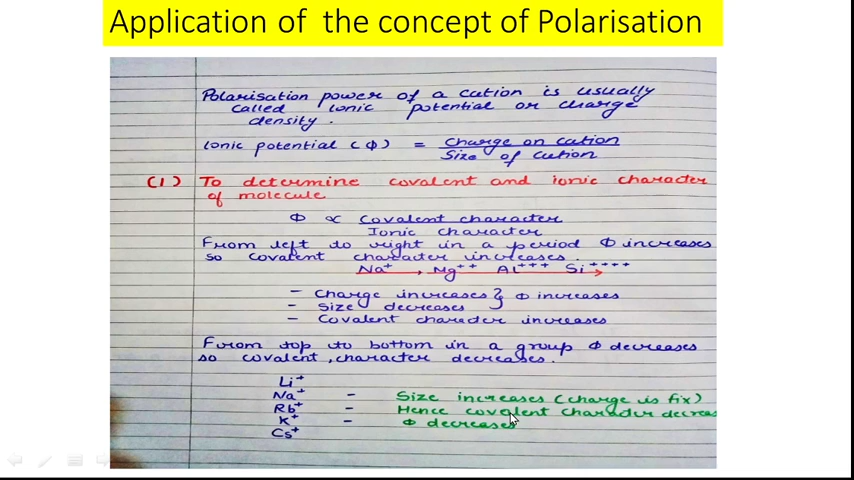 Application of the concept of Polarisation
Polarisation power of a cation is usually
called ionic potential or charge
density.
Ionic potential (Φ) = Charge on cation
Size of cation
(1) To determine covalent and ionic character
of molecule
Φ ∝ Covalent character
Ionic character
From left to right in a period Φ increases
so covalent character increases.
Na⁺, Mg⁺⁺ Al⁺⁺⁺ Si⁺⁺⁺⁺
- Charge increases } Φ increases
- Size decreases
- Covalent character increases
From top to bottom in a group Φ decreases
so covalent, character decreases.
Li⁺
Na⁺ - Size increases (charge is fix)
Rb⁺ - Hence covalent character decreas
K⁺ - Φ decreases
Cs⁺